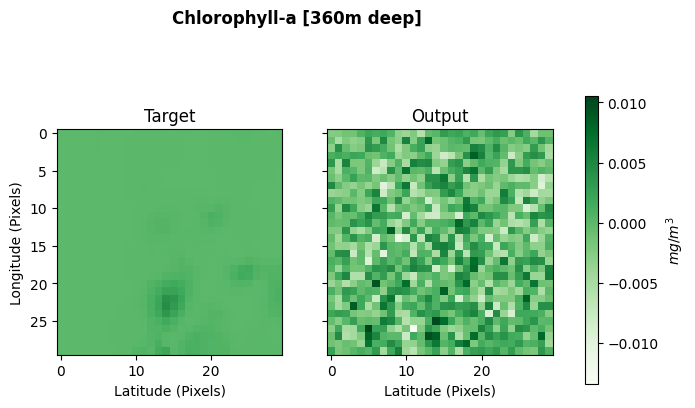 Chlorophyll-a [360m deep]
Target
Output
0
5
10
15
20
25
Longitude (Pixels)
0
10
20
Latitude (Pixels)
0
10
20
Latitude (Pixels)
0.010
0.005
0.000
−0.005
−0.010
mg/m³